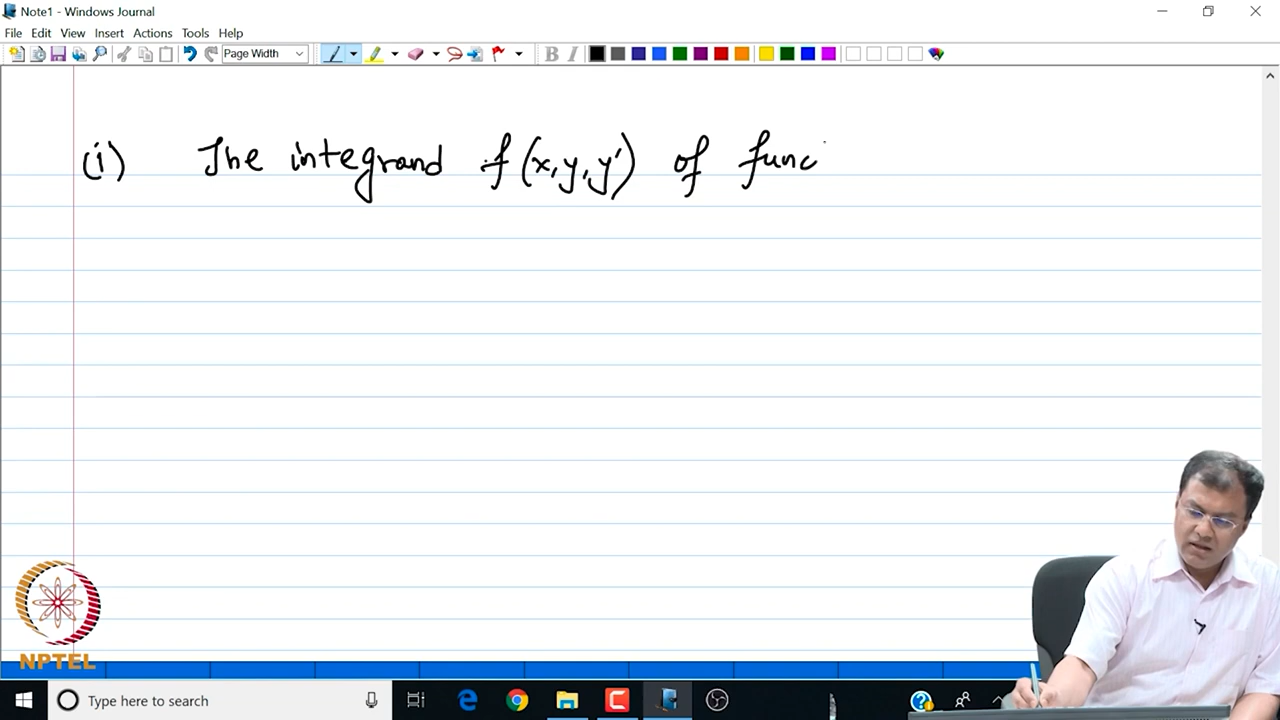 Note1 - Windows Journal
File Edit View Insert Actions Tools Help
Page Width B I
(i) The integrand f(x, y, y') of func
NPTEL
Type here to search